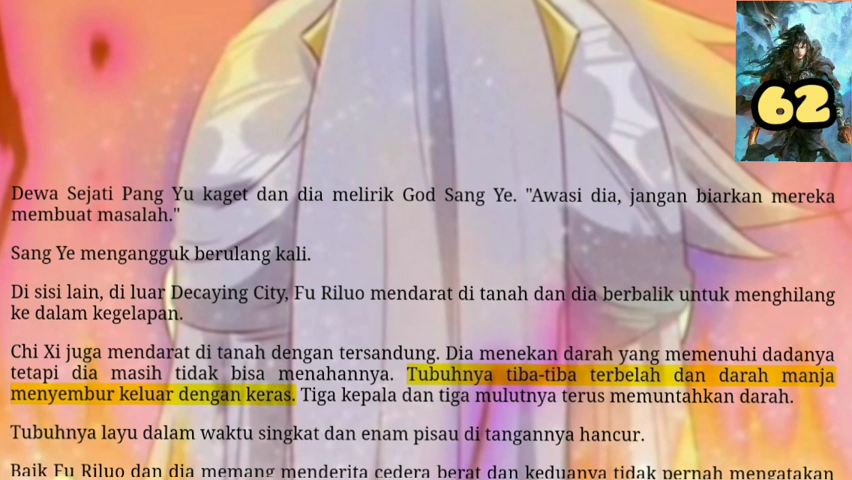 62
Dewa Sejati Pang Yu kaget dan dia melirik God Sang Ye. "Awasi dia, jangan biarkan mereka
membuat masalah."
Sang Ye mengangguk berulang kali.
Di sisi lain, di luar Decaying City, Fu Riluo mendarat di tanah dan dia berbalik untuk menghilang
ke dalam kegelapan.
Chi Xi juga mendarat di tanah dengan tersandung. Dia menekan darah yang memenuhi dadanya
tetapi dia masih tidak bisa menahannya. Tubuhnya tiba-tiba terbelah dan darah manja
menyembur keluar dengan keras. Tiga kepala dan tiga mulutnya terus memuntahkan darah.
Tubuhnya layu dalam waktu singkat dan enam pisau di tangannya hancur.
Baik Fu Riluo dan dia memang menderita cedera berat dan keduanya tidak pernah mengatakan